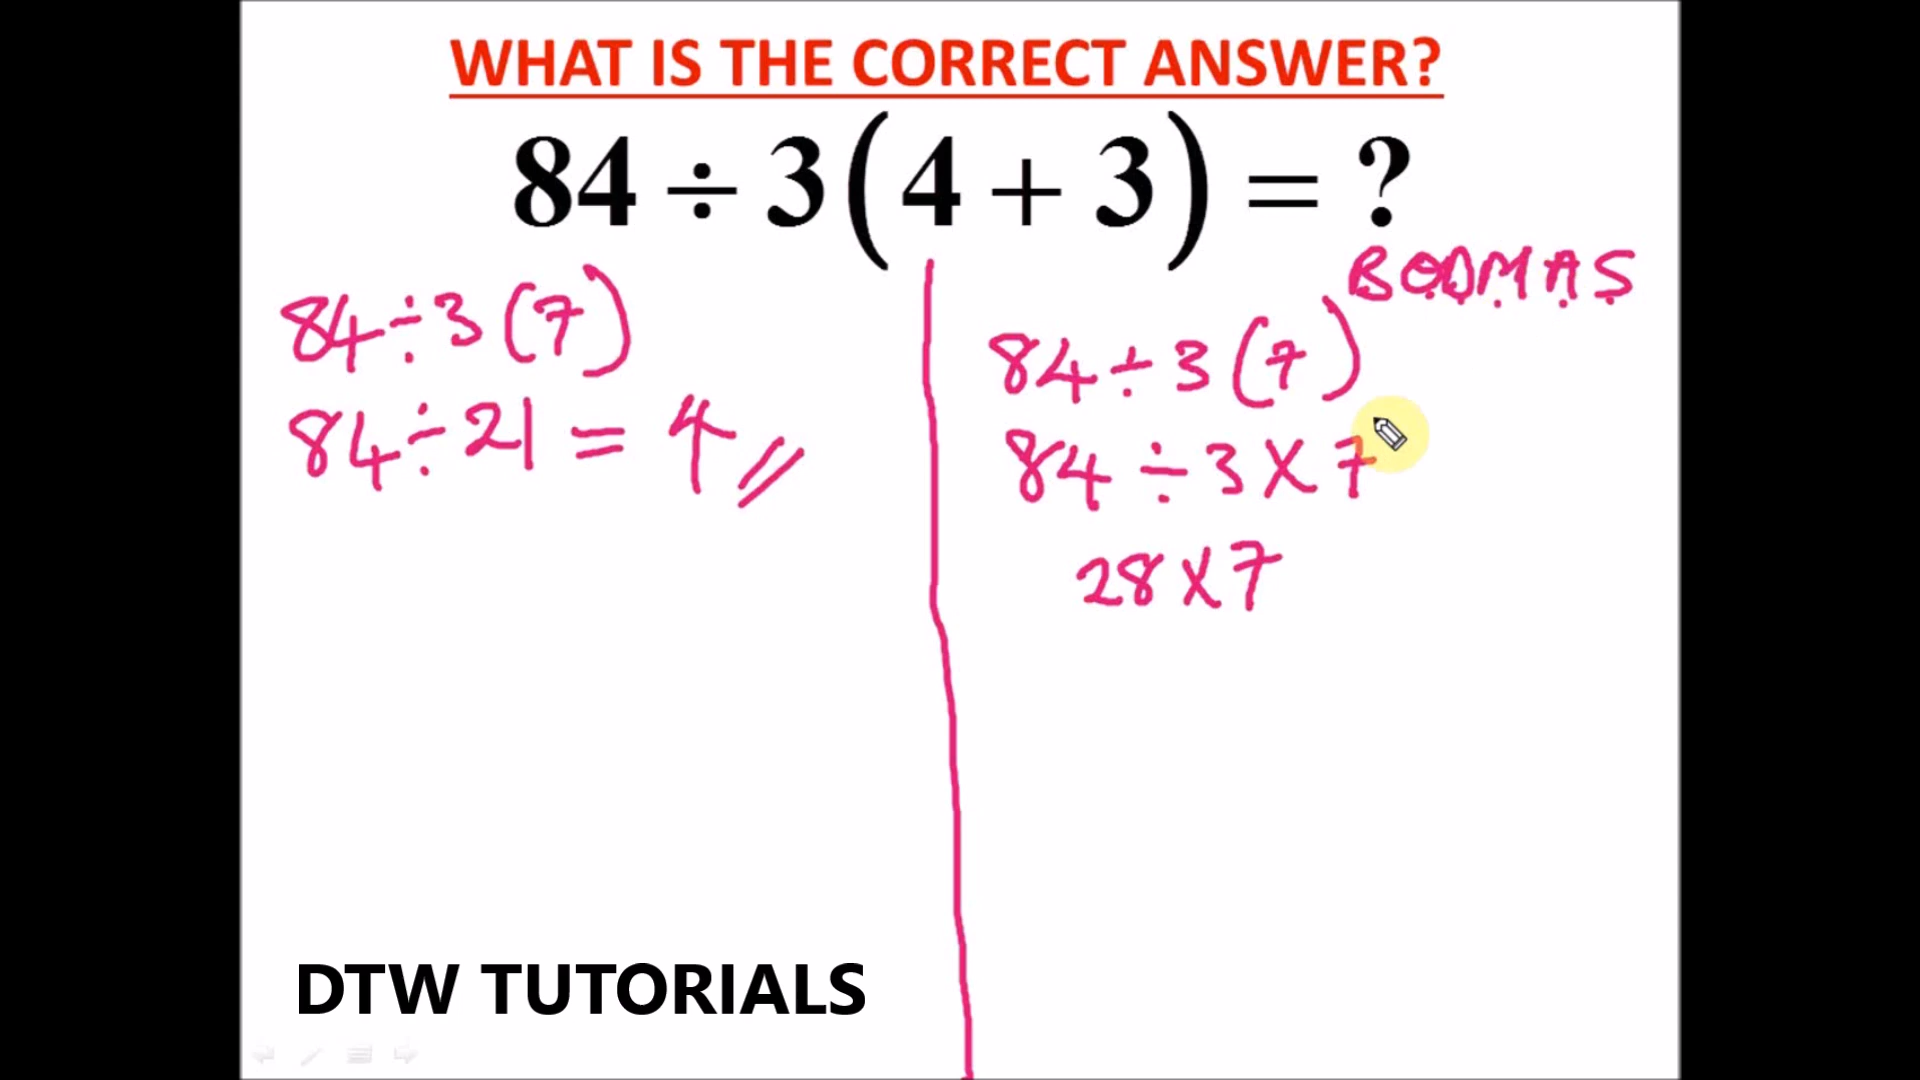 WHAT IS THE CORRECT ANSWER?
84 ÷ 3(4 + 3) = ?
BODMAS
84 ÷ 3 (7)
84 ÷ 21 = 4
84 ÷ 3 (7)
84 ÷ 3 X 7
28 X 7
DTW TUTORIALS